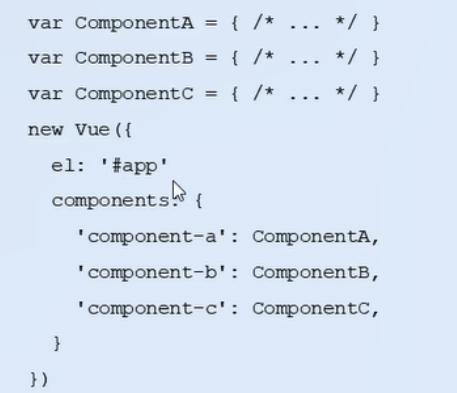 var ComponentA = { /* ... */ }
var ComponentB = { /* ... */ }
var ComponentC = { /* ... */ }
new Vue({
  el: '#app'
  components: {
    'component-a': ComponentA,
    'component-b': ComponentB,
    'component-c': ComponentC,
  }
})